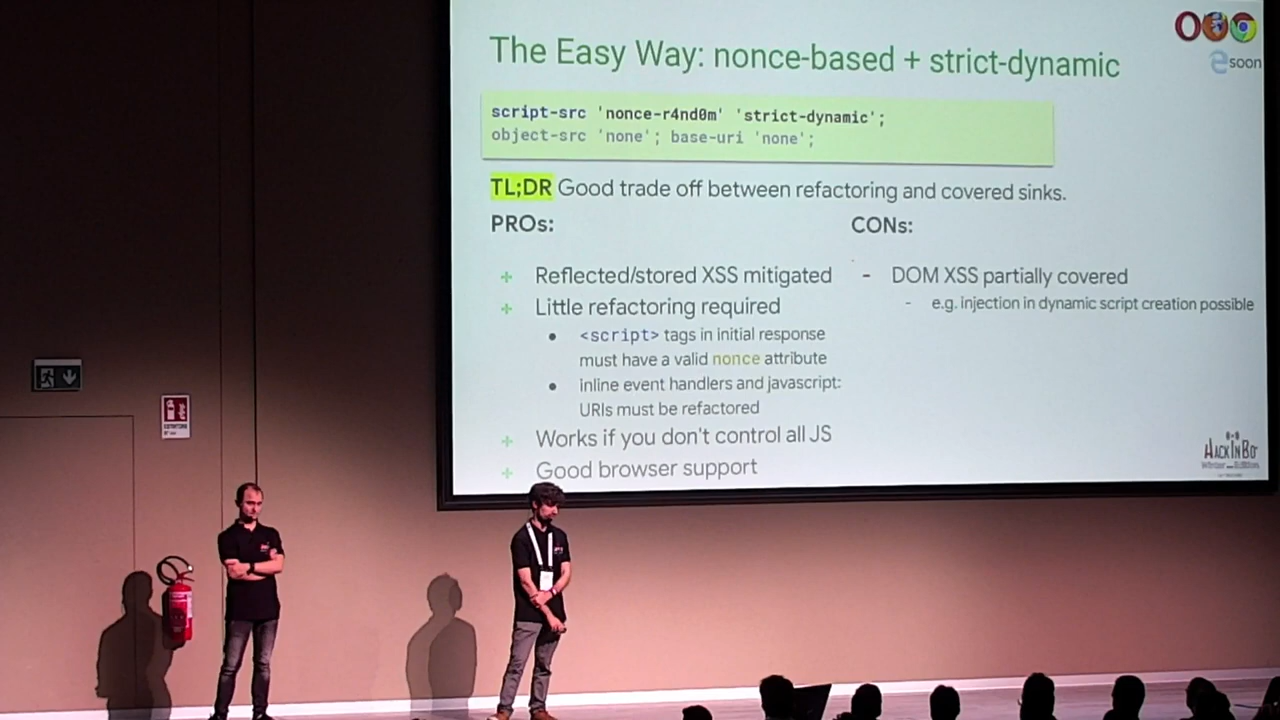 The Easy Way: nonce-based + strict-dynamic
soon
script-src 'nonce-r4nd0m' 'strict-dynamic';
object-src 'none'; base-uri 'none';
TL;DR Good trade off between refactoring and covered sinks.
PROs:
+ Reflected/stored XSS mitigated
+ Little refactoring required
• <script> tags in initial response
must have a valid nonce attribute
• inline event handlers and javascript:
URIs must be refactored
+ Works if you don't control all JS
+ Good browser support
CONs:
- DOM XSS partially covered
- e.g. injection in dynamic script creation possible
HackInBo
Winter Edition